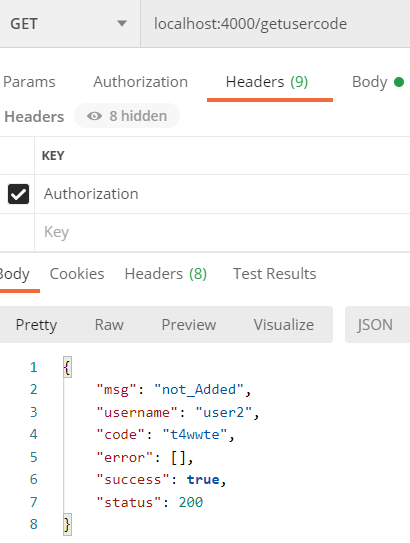 GET localhost:4000/getusercode
Params Authorization Headers (9) Body
Headers 8 hidden
KEY
Authorization
Key
Body Cookies Headers (8) Test Results
Pretty Raw Preview Visualize JSON
1 {
2 "msg": "not_Added",
3 "username": "user2",
4 "code": "t4wwte",
5 "error": [],
6 "success": true,
7 "status": 200
8 }